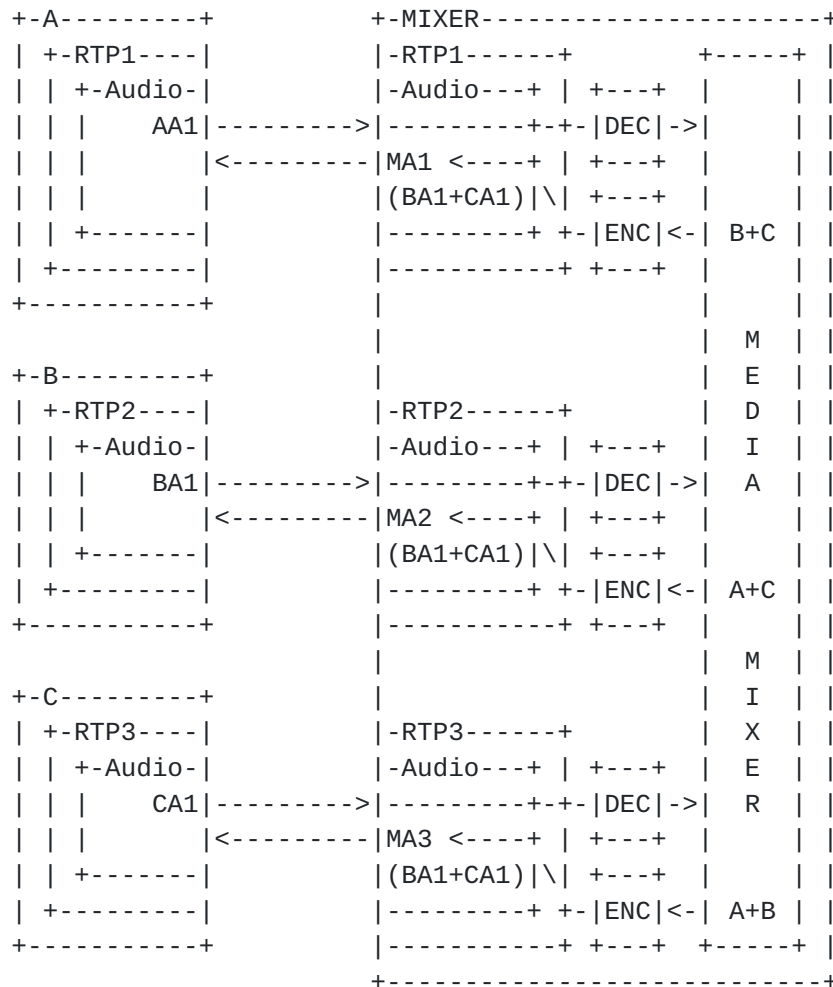 +-A---------+          +-MIXER----------------------+
| +-RTP1----|          |-RTP1------+        +-----+ |
| | +-Audio-|          |-Audio---+ | +---+  |     | |
| | |    AA1|--------->|---------+-+-|DEC|->|     | |
| | |       |<---------|MA1 <----+ | +---+  |     | |
| | |       |          |(BA1+CA1)|\| +---+  |     | |
| | +-------|          |---------+ +-|ENC|<-| B+C | |
| +---------|          |-----------+ +---+  |     | |
+-----------+          |                    |     | |
                       |                    |  M  | |
+-B---------+          |                    |  E  | |
| +-RTP2----|          |-RTP2------+        |  D  | |
| | +-Audio-|          |-Audio---+ | +---+  |  I  | |
| | |    BA1|--------->|---------+-+-|DEC|->|  A  | |
| | |       |<---------|MA2 <----+ | +---+  |     | |
| | +-------|          |(BA1+CA1)|\| +---+  |     | |
| +---------|          |---------+ +-|ENC|<-| A+C | |
+-----------+          |-----------+ +---+  |     | |
                       |                    |  M  | |
+-C---------+          |                    |  I  | |
| +-RTP3----|          |-RTP3------+        |  X  | |
| | +-Audio-|          |-Audio---+ | +---+  |  E  | |
| | |    CA1|--------->|---------+-+-|DEC|->|  R  | |
| | |       |<---------|MA3 <----+ | +---+  |     | |
| | +-------|          |(BA1+CA1)|\| +---+  |     | |
| +---------|          |---------+ +-|ENC|<-| A+B | |
+-----------+          |-----------+ +---+  +-----+ |
                       +----------------------------+